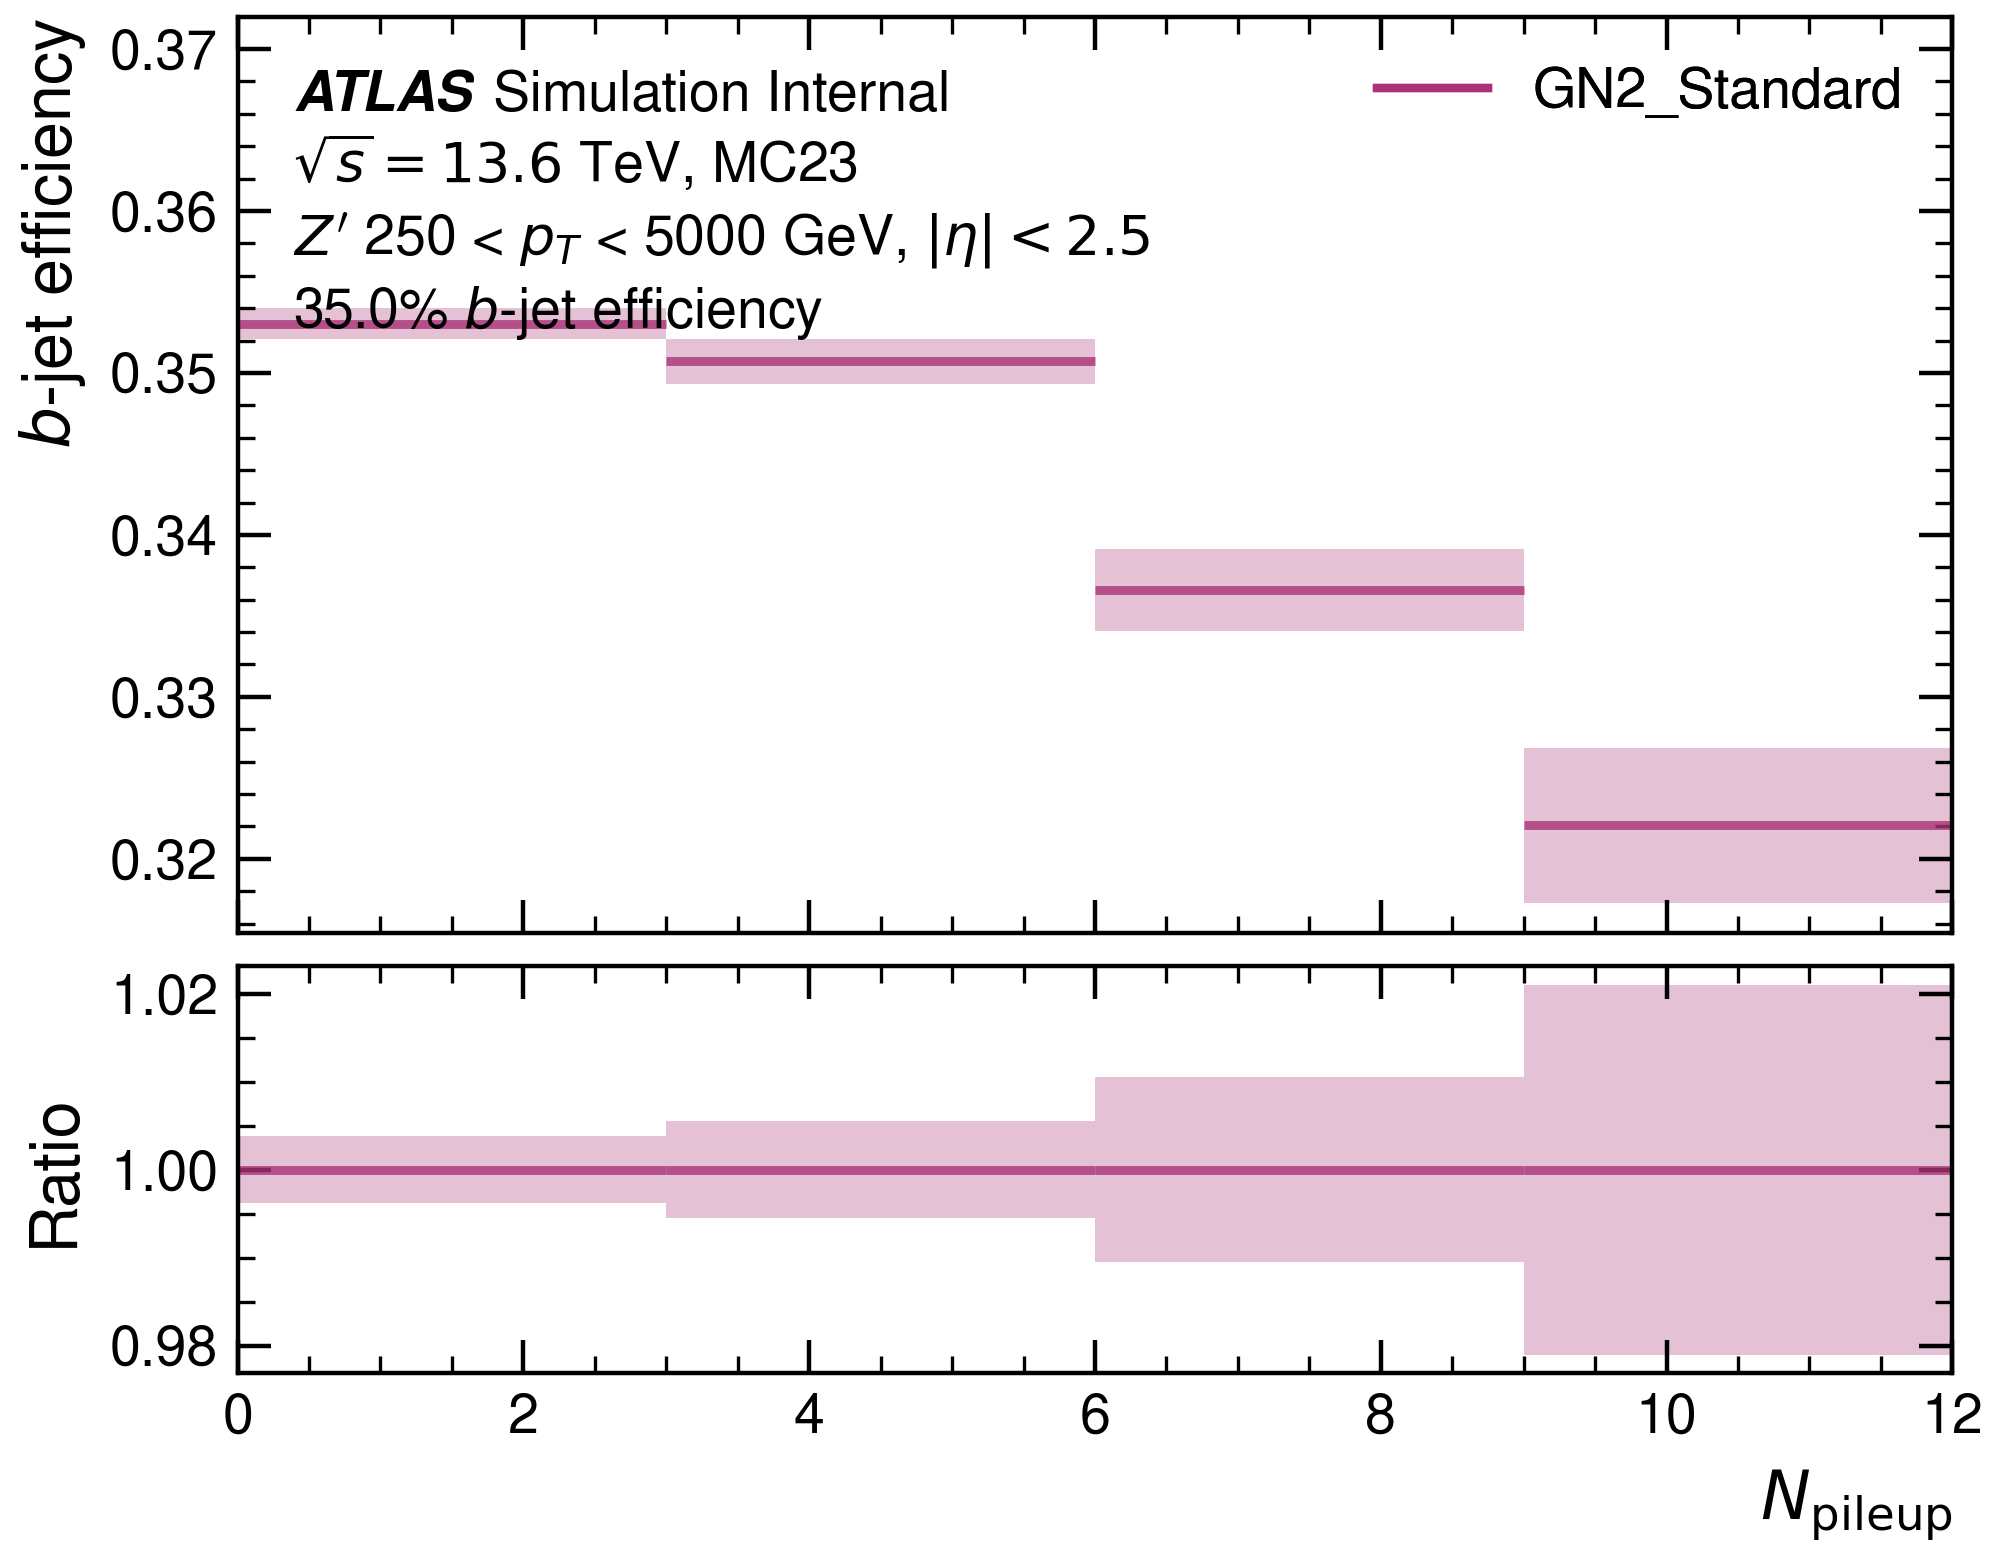 b-jet efficiency
0.37
0.36
0.35
0.34
0.33
0.32
ATLAS Simulation Internal
√s = 13.6 TeV, MC23
Z′ 250 < p_T < 5000 GeV, |η| < 2.5
35.0% b-jet efficiency
GN2_Standard
Ratio
1.02
1.00
0.98
0 2 4 6 8 10 12
N_pileup